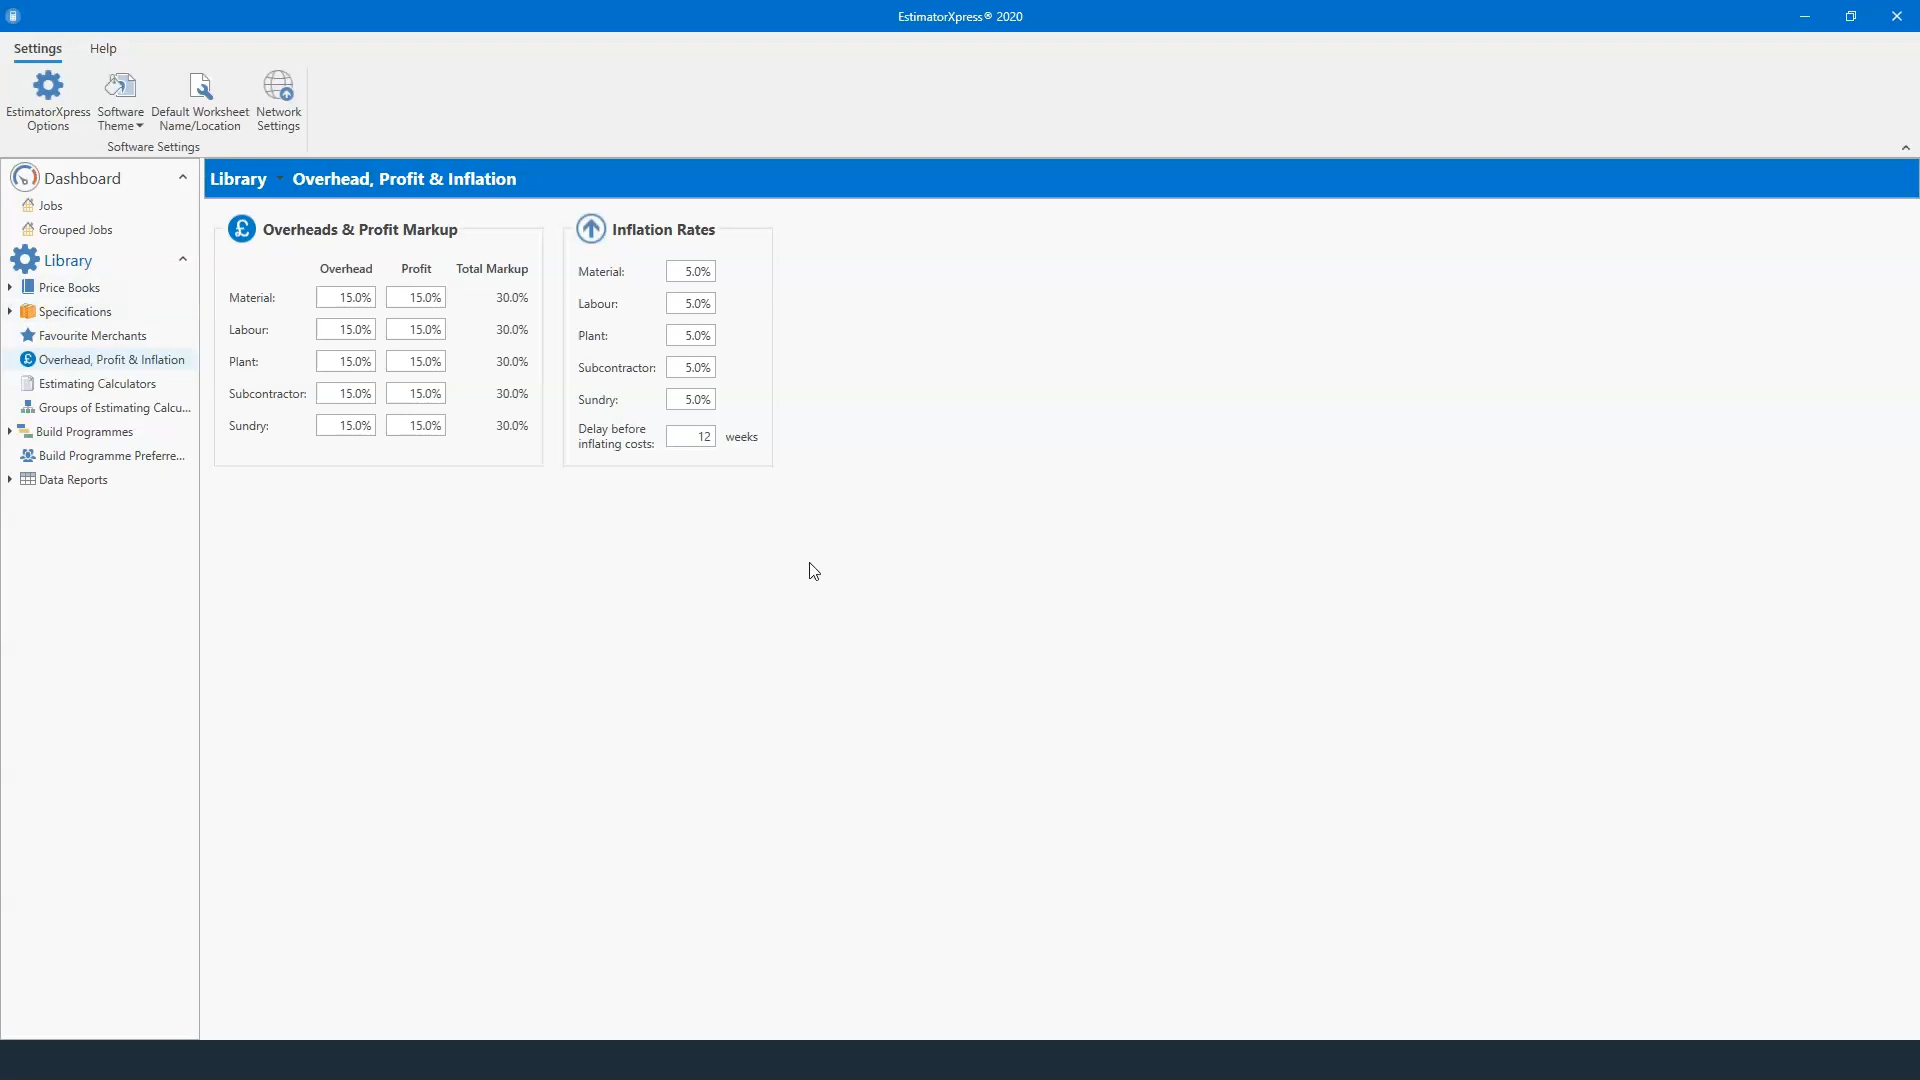 EstimatorXpress® 2020
Settings Help
EstimatorXpress Options
Software Theme
Default Worksheet Name/Location
Network Settings
Software Settings
Dashboard
Jobs
Grouped Jobs
Library
Price Books
Specifications
Favourite Merchants
Overhead, Profit & Inflation
Estimating Calculators
Groups of Estimating Calcu...
Build Programmes
Build Programme Preferre...
Data Reports
Library Overhead, Profit & Inflation
£ Overheads & Profit Markup
Overhead Profit Total Markup
Material: 15.0% 15.0% 30.0%
Labour: 15.0% 15.0% 30.0%
Plant: 15.0% 15.0% 30.0%
Subcontractor: 15.0% 15.0% 30.0%
Sundry: 15.0% 15.0% 30.0%
Inflation Rates
Material: 5.0%
Labour: 5.0%
Plant: 5.0%
Subcontractor: 5.0%
Sundry: 5.0%
Delay before
inflating costs: 12 weeks